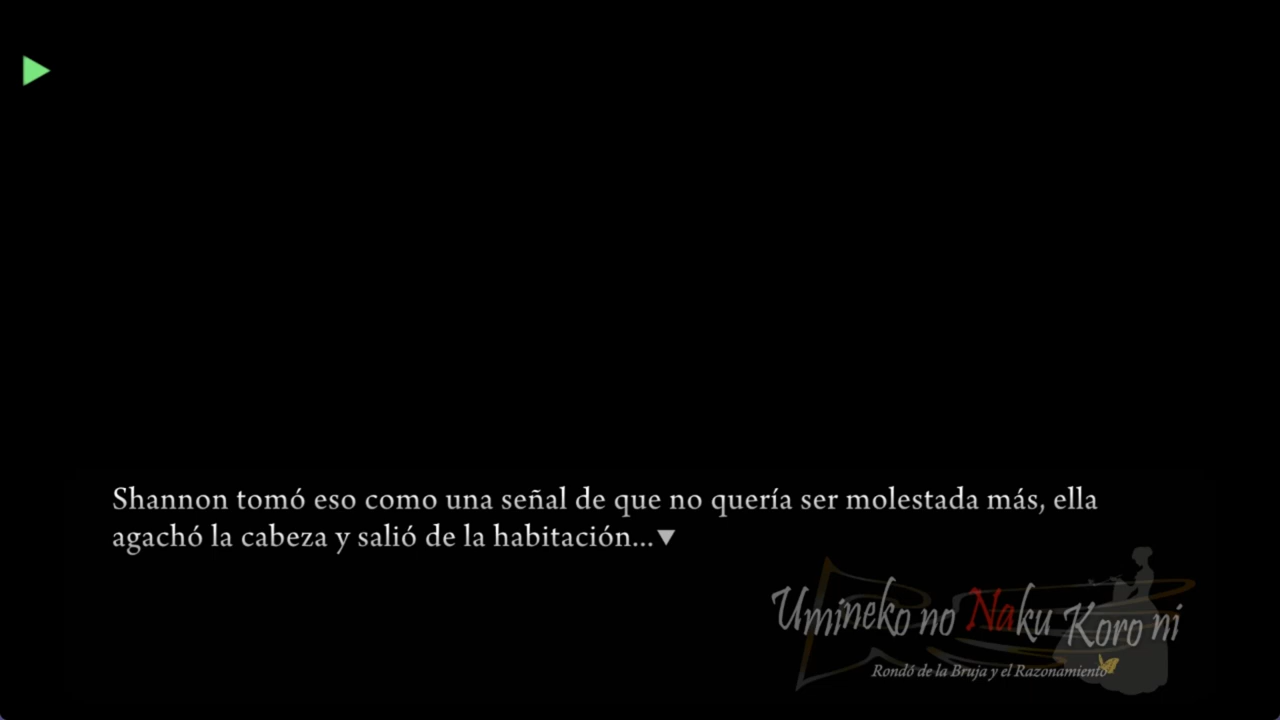 Shannon tomó eso como una señal de que no quería ser molestada más, ella
agachó la cabeza y salió de la habitación...
Umineko no Naku Koro ni
Rondó de la Bruja y el Razonamiento